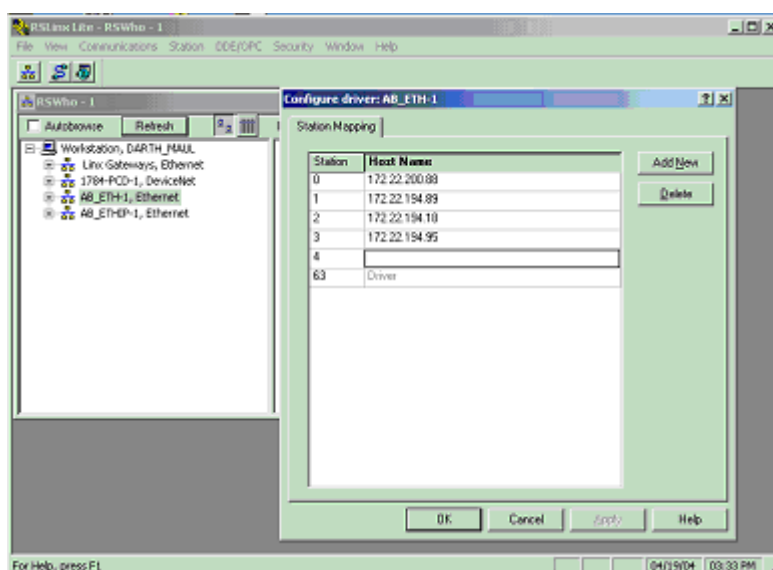 RSLinx Lite - RSWho - 1
File View Communications Station DDE/OPC Security Window Help
RSWho - 1
Autobrowse Refresh
Workstation, DARTH_MAUL
Linx Gateways, Ethernet
1784-PCD-1, DeviceNet
AB_ETH-1, Ethernet
AB_ETHIP-1, Ethernet
Configure driver: AB_ETH-1
Station Mapping
Station Host Name
0 172.22.200.88
1 172.22.194.89
2 172.22.194.18
3 172.22.194.95
4
63 Driver
Add New
Delete
OK Cancel Apply Help
For Help, press F1
04/19/04 03:33 PM